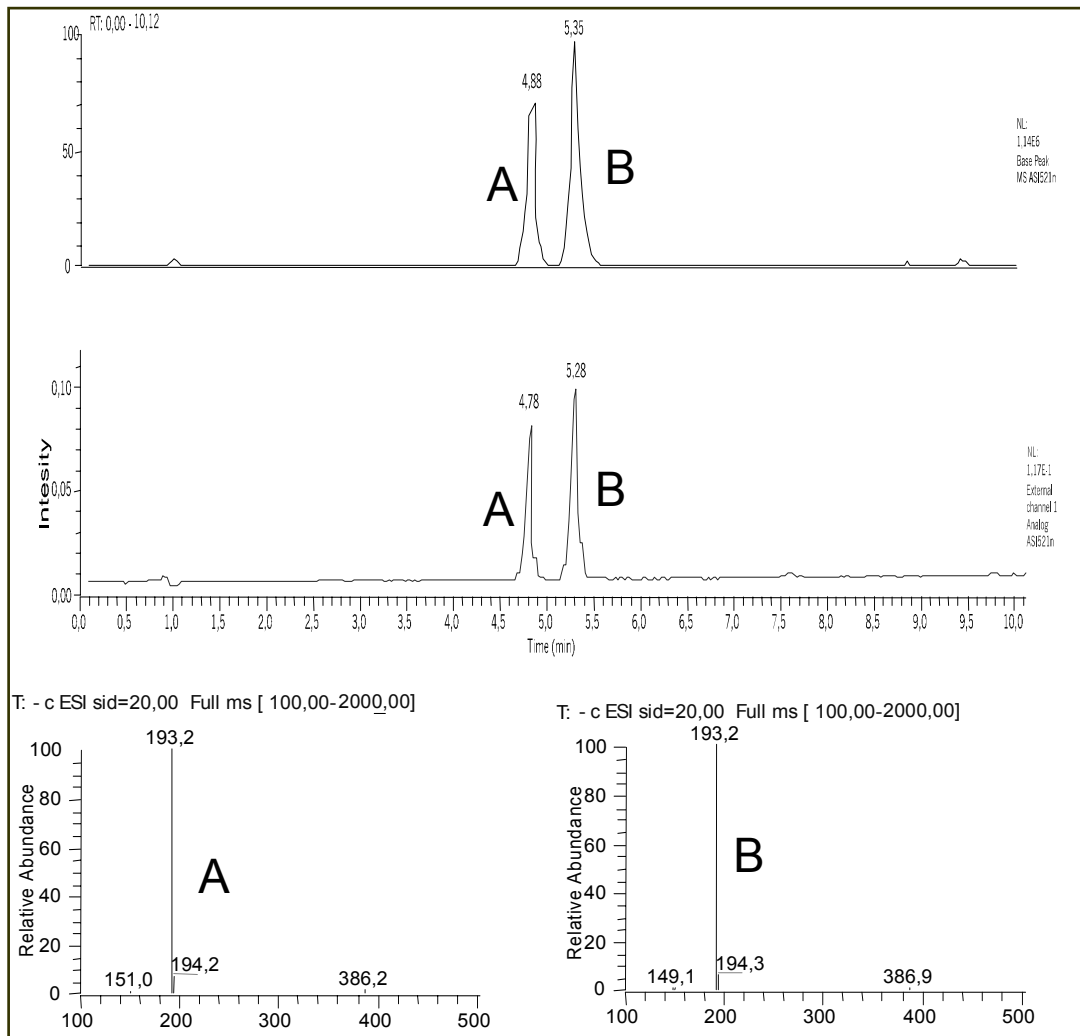 RT: 0,00 - 10,12
100
50
0
4,88
5,35
A
B
NL:
1,14E6
Base Peak
MS ASI521n
Intesity
0,10
0,05
0,00
4,78
5,28
A
B
NL:
1,17E-1
External
channel 1
Analog
ASI521n
0,0 0,5 1,0 1,5 2,0 2,5 3,0 3,5 4,0 4,5 5,0 5,5 6,0 6,5 7,0 7,5 8,0 8,5 9,0 9,5 10,0
Time (min)
T: - c ESI sid=20,00 Full ms [ 100,00-2000,00]
Relative Abundance
100
80
60
40
20
0
193,2
A
194,2
151,0
386,2
100 200 300 400 500
T: - c ESI sid=20,00 Full ms [ 100,00-2000,00]
Relative Abundance
100
80
60
40
20
0
193,2
B
194,3
149,1
386,9
100 200 300 400 500